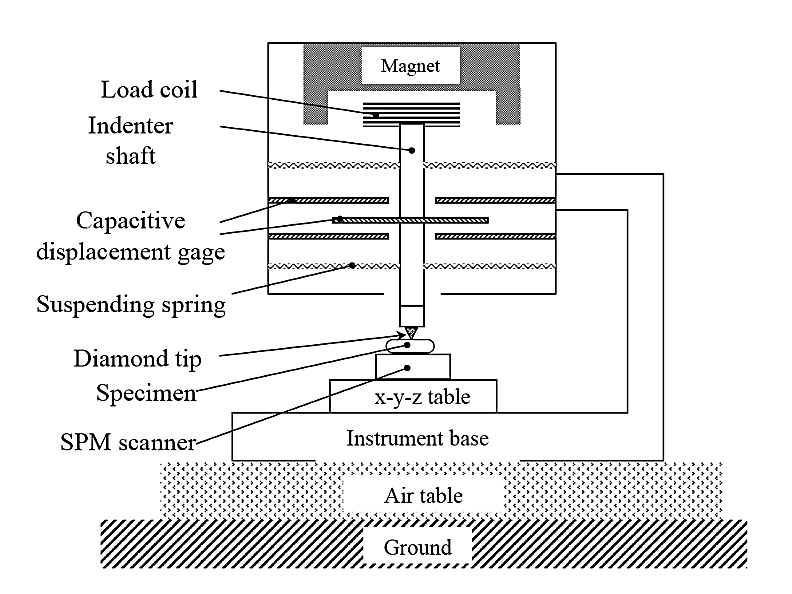 Magnet
Load coil
Indenter
shaft
Capacitive
displacement gage
Suspending spring
Diamond tip
Specimen
x-y-z table
SPM scanner
Instrument base
Air table
Ground